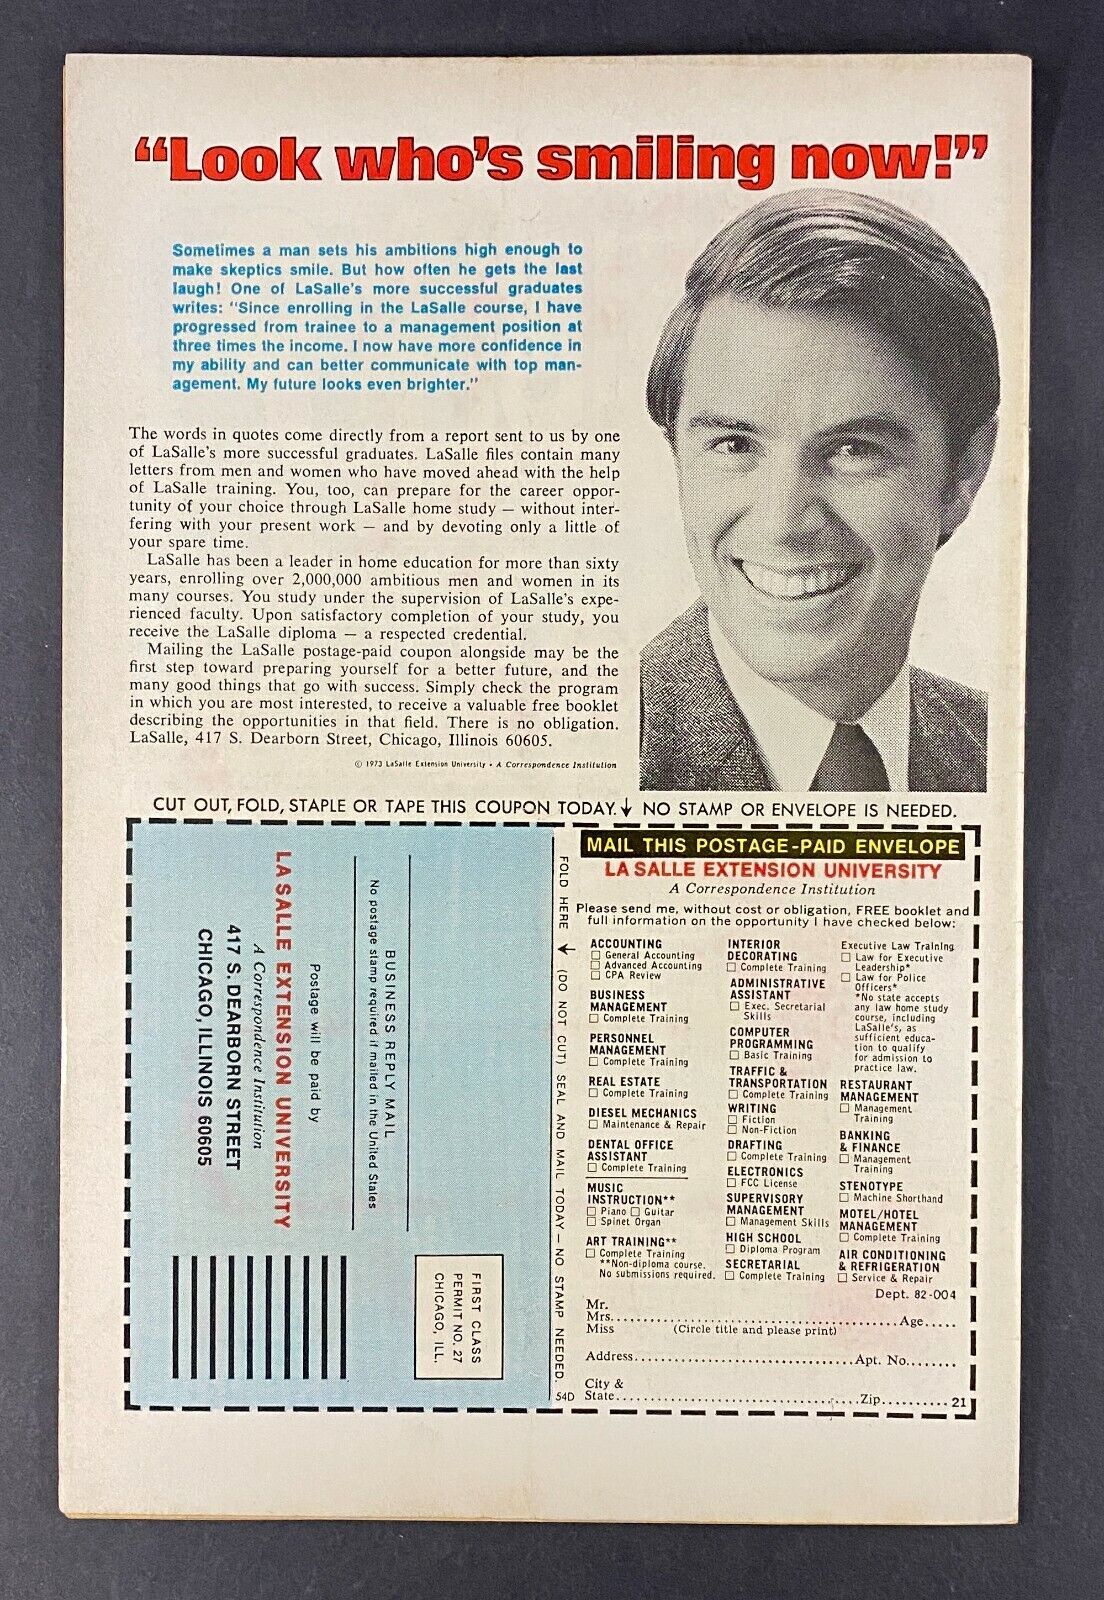 “Look who's smiling now!”
Sometimes a man sets his ambitions high enough to
make skeptics smile. But how often he gets the last
laugh! One of LaSalle's more successful graduates
writes: "Since enrolling in the LaSalle course, I have
progressed from trainee to a management position at
three times the income. I now have more confidence in
my ability and can better communicate with top man-
agement. My future looks even brighter."
The words in quotes come directly from a report sent to us by one
of LaSalle's more successful graduates. LaSalle files contain many
letters from men and women who have moved ahead with the help
of LaSalle training. You, too, can prepare for the career oppor-
tunity of your choice through LaSalle home study — without inter-
fering with your present work — and by devoting only a little of
your spare time.
LaSalle has been a leader in home education for more than sixty
years, enrolling over 2,000,000 ambitious men and women in its
many courses. You study under the supervision of LaSalle's expe-
rienced faculty. Upon satisfactory completion of your study, you
receive the LaSalle diploma — a respected credential.
Mailing the LaSalle postage-paid coupon alongside may be the
first step toward preparing yourself for a better future, and the
many good things that go with success. Simply check the program
in which you are most interested, to receive a valuable free booklet
describing the opportunities in that field. There is no obligation.
LaSalle, 417 S. Dearborn Street, Chicago, Illinois 60605.
© 1973 LaSalle Extension University • A Correspondence Institution
CUT OUT, FOLD, STAPLE OR TAPE THIS COUPON TODAY. ↓ NO STAMP OR ENVELOPE IS NEEDED.
FIRST CLASS
PERMIT NO. 27
CHICAGO, ILL.
BUSINESS REPLY MAIL
No postage stamp required if mailed in the United States
Postage will be paid by
LA SALLE EXTENSION UNIVERSITY
A Correspondence Institution
417 S. DEARBORN STREET
CHICAGO, ILLINOIS 60605
FOLD HERE ← (DO NOT CUT) SEAL AND MAIL TODAY — NO STAMP NEEDED.
54D
MAIL THIS POSTAGE-PAID ENVELOPE
LA SALLE EXTENSION UNIVERSITY
A Correspondence Institution
Please send me, without cost or obligation, FREE booklet and
full information on the opportunity I have checked below:
ACCOUNTING
☐ General Accounting
☐ Advanced Accounting
☐ CPA Review
BUSINESS
MANAGEMENT
☐ Complete Training
PERSONNEL
MANAGEMENT
☐ Complete Training
REAL ESTATE
☐ Complete Training
DIESEL MECHANICS
☐ Maintenance & Repair
DENTAL OFFICE
ASSISTANT
☐ Complete Training
MUSIC
INSTRUCTION**
☐ Piano ☐ Guitar
☐ Spinet Organ
ART TRAINING**
☐ Complete Training
**Non-diploma course.
No submissions required.
INTERIOR
DECORATING
☐ Complete Training
ADMINISTRATIVE
ASSISTANT
☐ Exec. Secretarial
Skills
COMPUTER
PROGRAMMING
☐ Basic Training
TRAFFIC &
TRANSPORTATION
☐ Complete Training
WRITING
☐ Fiction
☐ Non-Fiction
DRAFTING
☐ Complete Training
ELECTRONICS
☐ FCC License
SUPERVISORY
MANAGEMENT
☐ Management Skills
HIGH SCHOOL
☐ Diploma Program
SECRETARIAL
☐ Complete Training
Executive Law Training
☐ Law for Executive
Leadership*
☐ Law for Police
Officers*
*No state accepts
any law home study
course, including
LaSalle's, as
sufficient educa-
tion to qualify
for admission to
practice law.
RESTAURANT
MANAGEMENT
☐ Management
Training
BANKING
& FINANCE
☐ Management
Training
STENOTYPE
☐ Machine Shorthand
MOTEL/HOTEL
MANAGEMENT
☐ Complete Training
AIR CONDITIONING
& REFRIGERATION
☐ Service & Repair
Dept. 82-004
Mr.
Mrs. Age
Miss (Circle title and please print)
Address Apt. No.
City &
State Zip 21